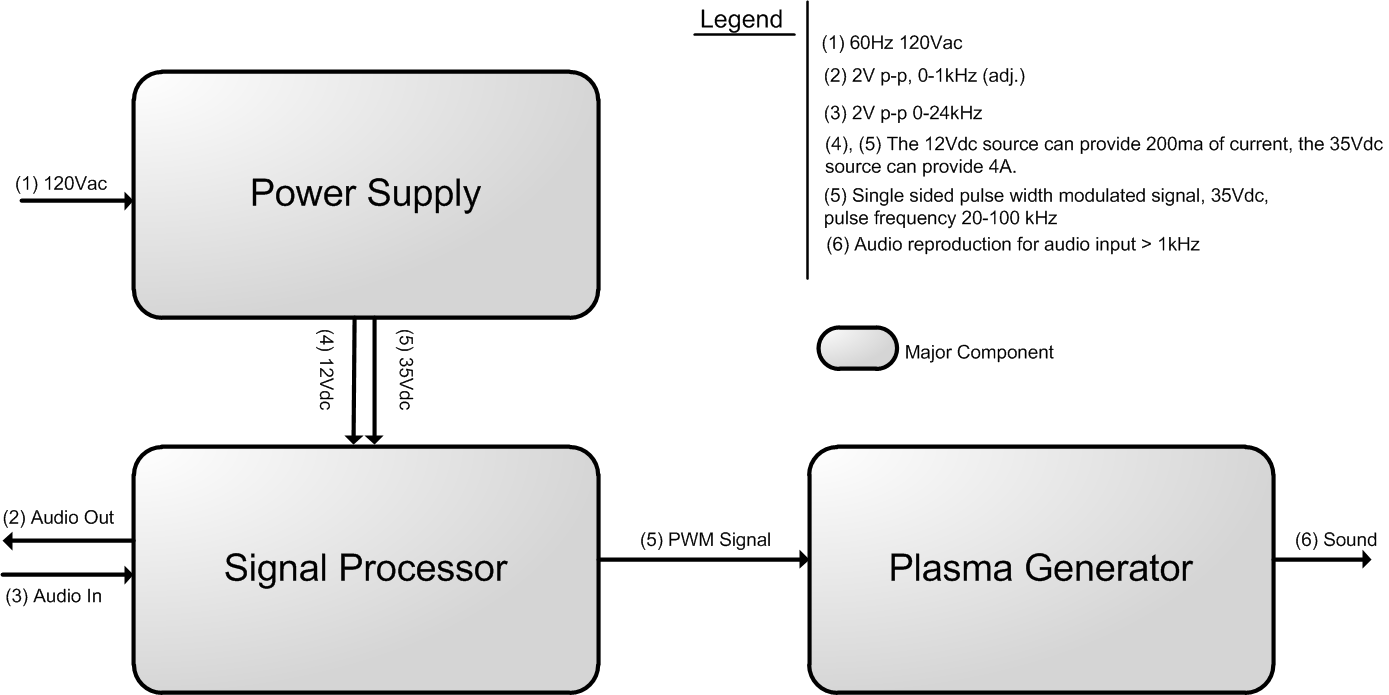 Legend
(1) 60Hz 120Vac
(2) 2V p-p, 0-1kHz (adj.)
(3) 2V p-p 0-24kHz
(4), (5) The 12Vdc source can provide 200ma of current, the 35Vdc
source can provide 4A.
(5) Single sided pulse width modulated signal, 35Vdc,
pulse frequency 20-100 kHz
(6) Audio reproduction for audio input > 1kHz
Major Component
(1) 120Vac
Power Supply
(4) 12Vdc
(5) 35Vdc
(2) Audio Out
(3) Audio In
Signal Processor
(5) PWM Signal
Plasma Generator
(6) Sound